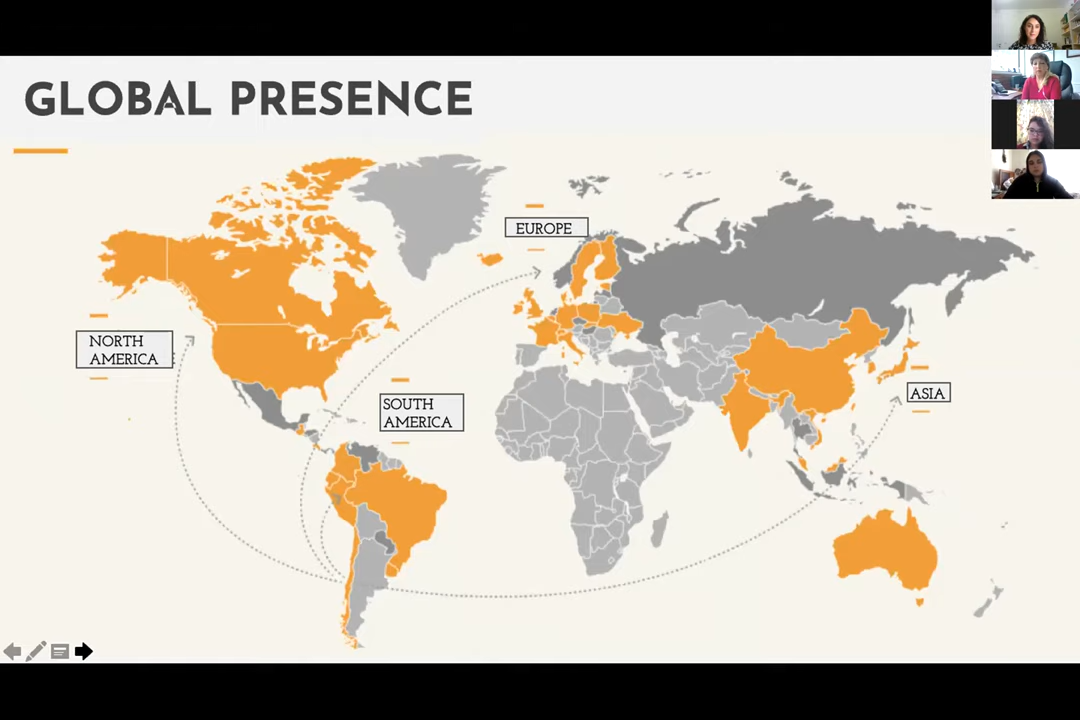 GLOBAL PRESENCE
EUROPE
NORTH
AMERICA
SOUTH
AMERICA
ASIA